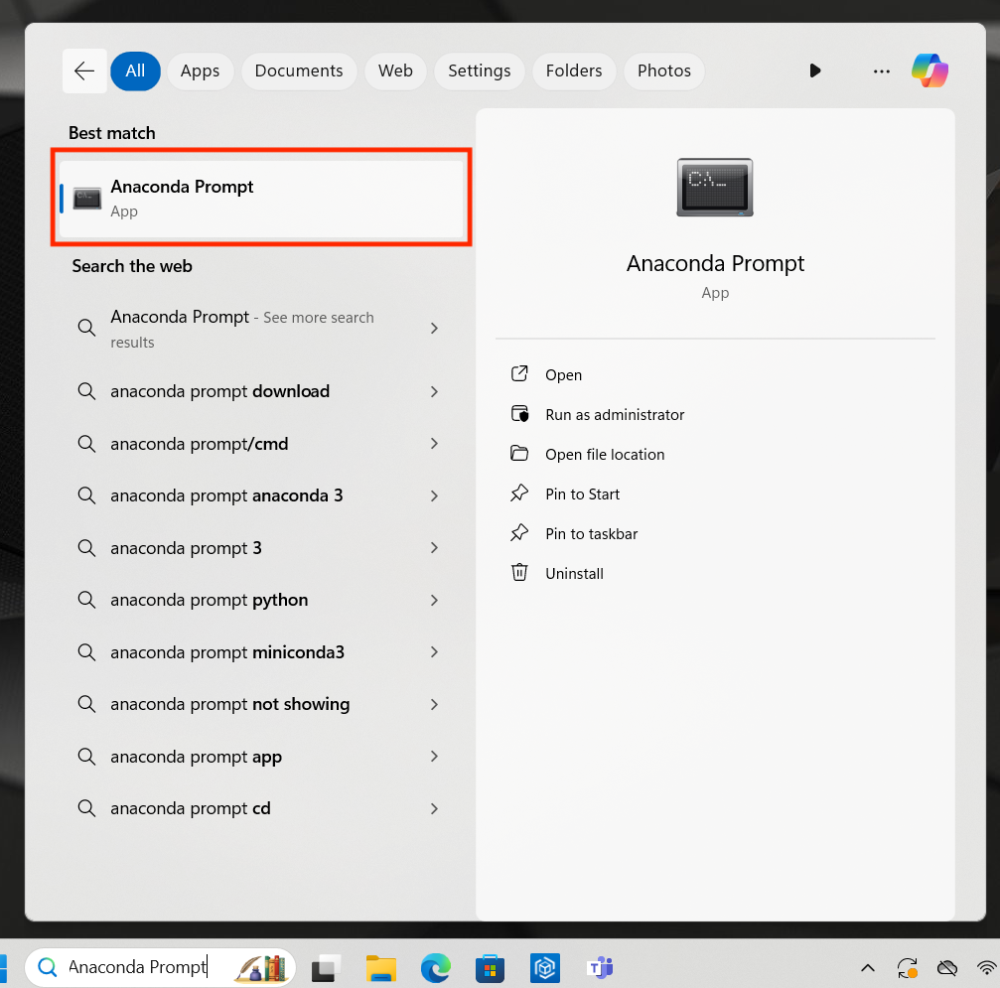 All
Apps
Documents
Web
Settings
Folders
Photos
Best match
Anaconda Prompt
App
Search the web
Anaconda Prompt - See more search
results
anaconda prompt download
anaconda prompt/cmd
anaconda prompt anaconda 3
anaconda prompt 3
anaconda prompt python
anaconda prompt miniconda3
anaconda prompt not showing
anaconda prompt app
anaconda prompt cd
C:\_
Anaconda Prompt
App
Open
Run as administrator
Open file location
Pin to Start
Pin to taskbar
Uninstall
Anaconda Prompt